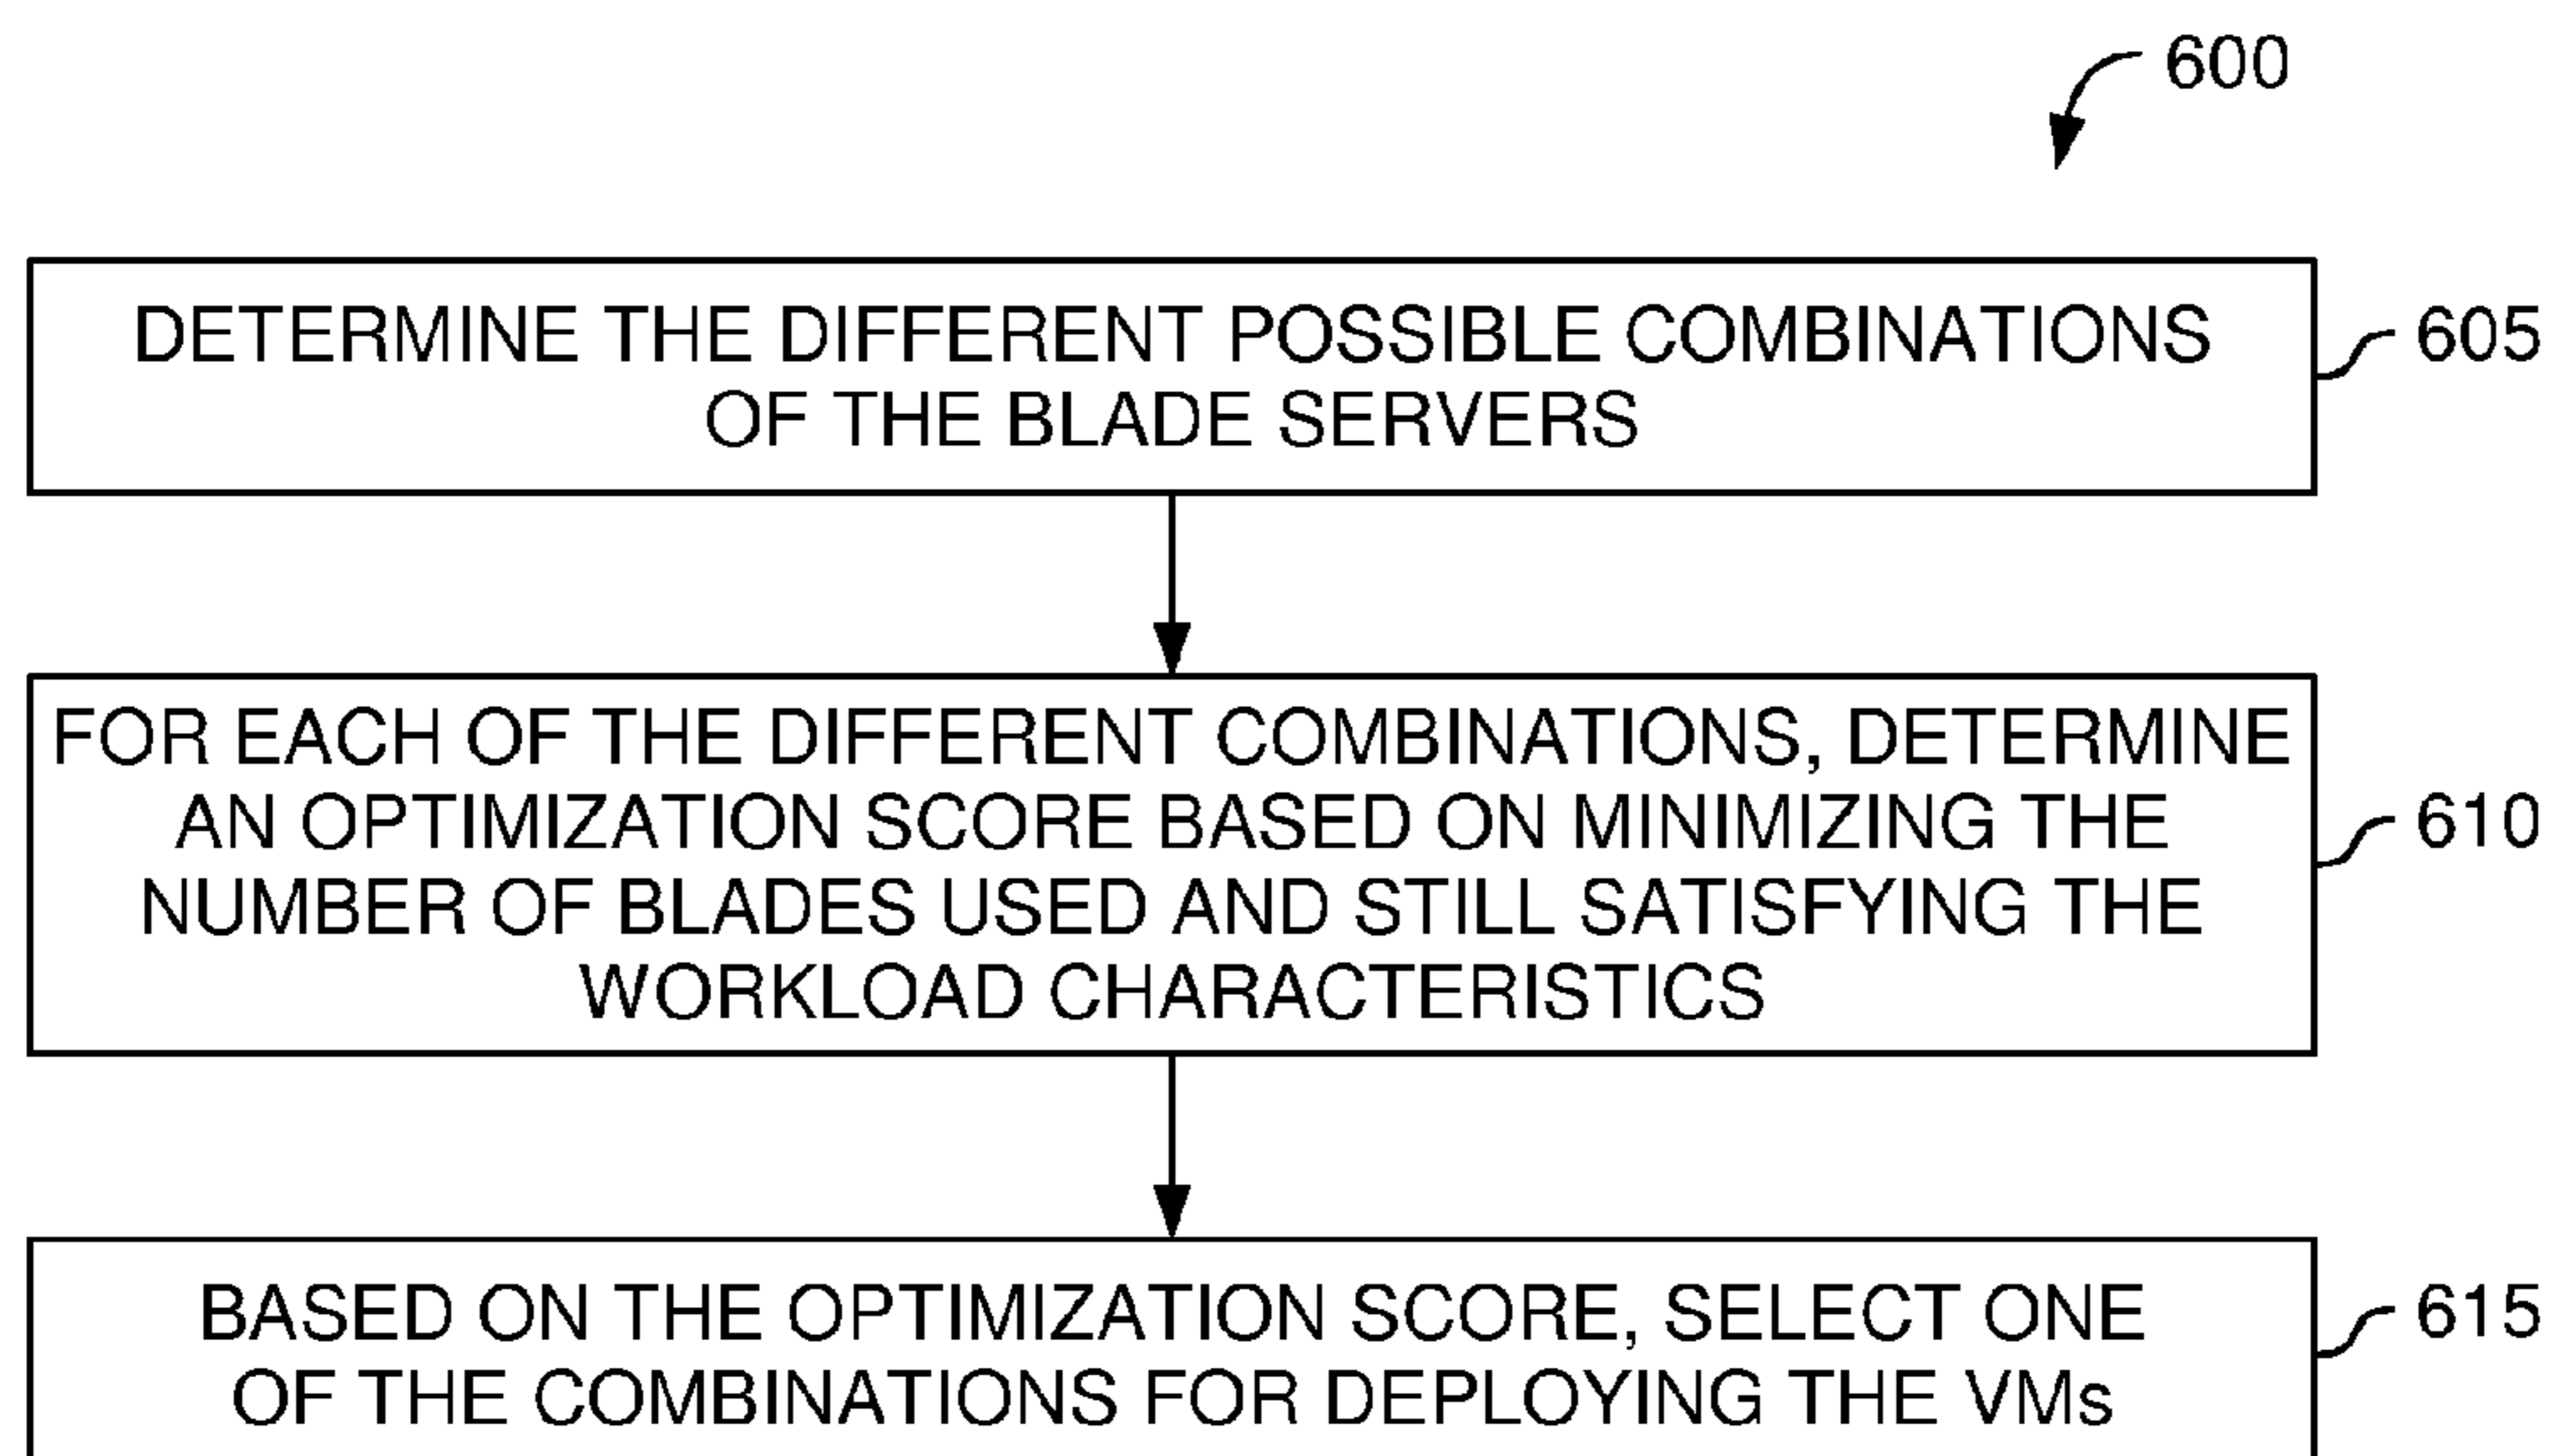 600
DETERMINE THE DIFFERENT POSSIBLE COMBINATIONS
OF THE BLADE SERVERS
605
FOR EACH OF THE DIFFERENT COMBINATIONS, DETERMINE
AN OPTIMIZATION SCORE BASED ON MINIMIZING THE
NUMBER OF BLADES USED AND STILL SATISFYING THE
WORKLOAD CHARACTERISTICS
610
BASED ON THE OPTIMIZATION SCORE, SELECT ONE
OF THE COMBINATIONS FOR DEPLOYING THE VMs
615